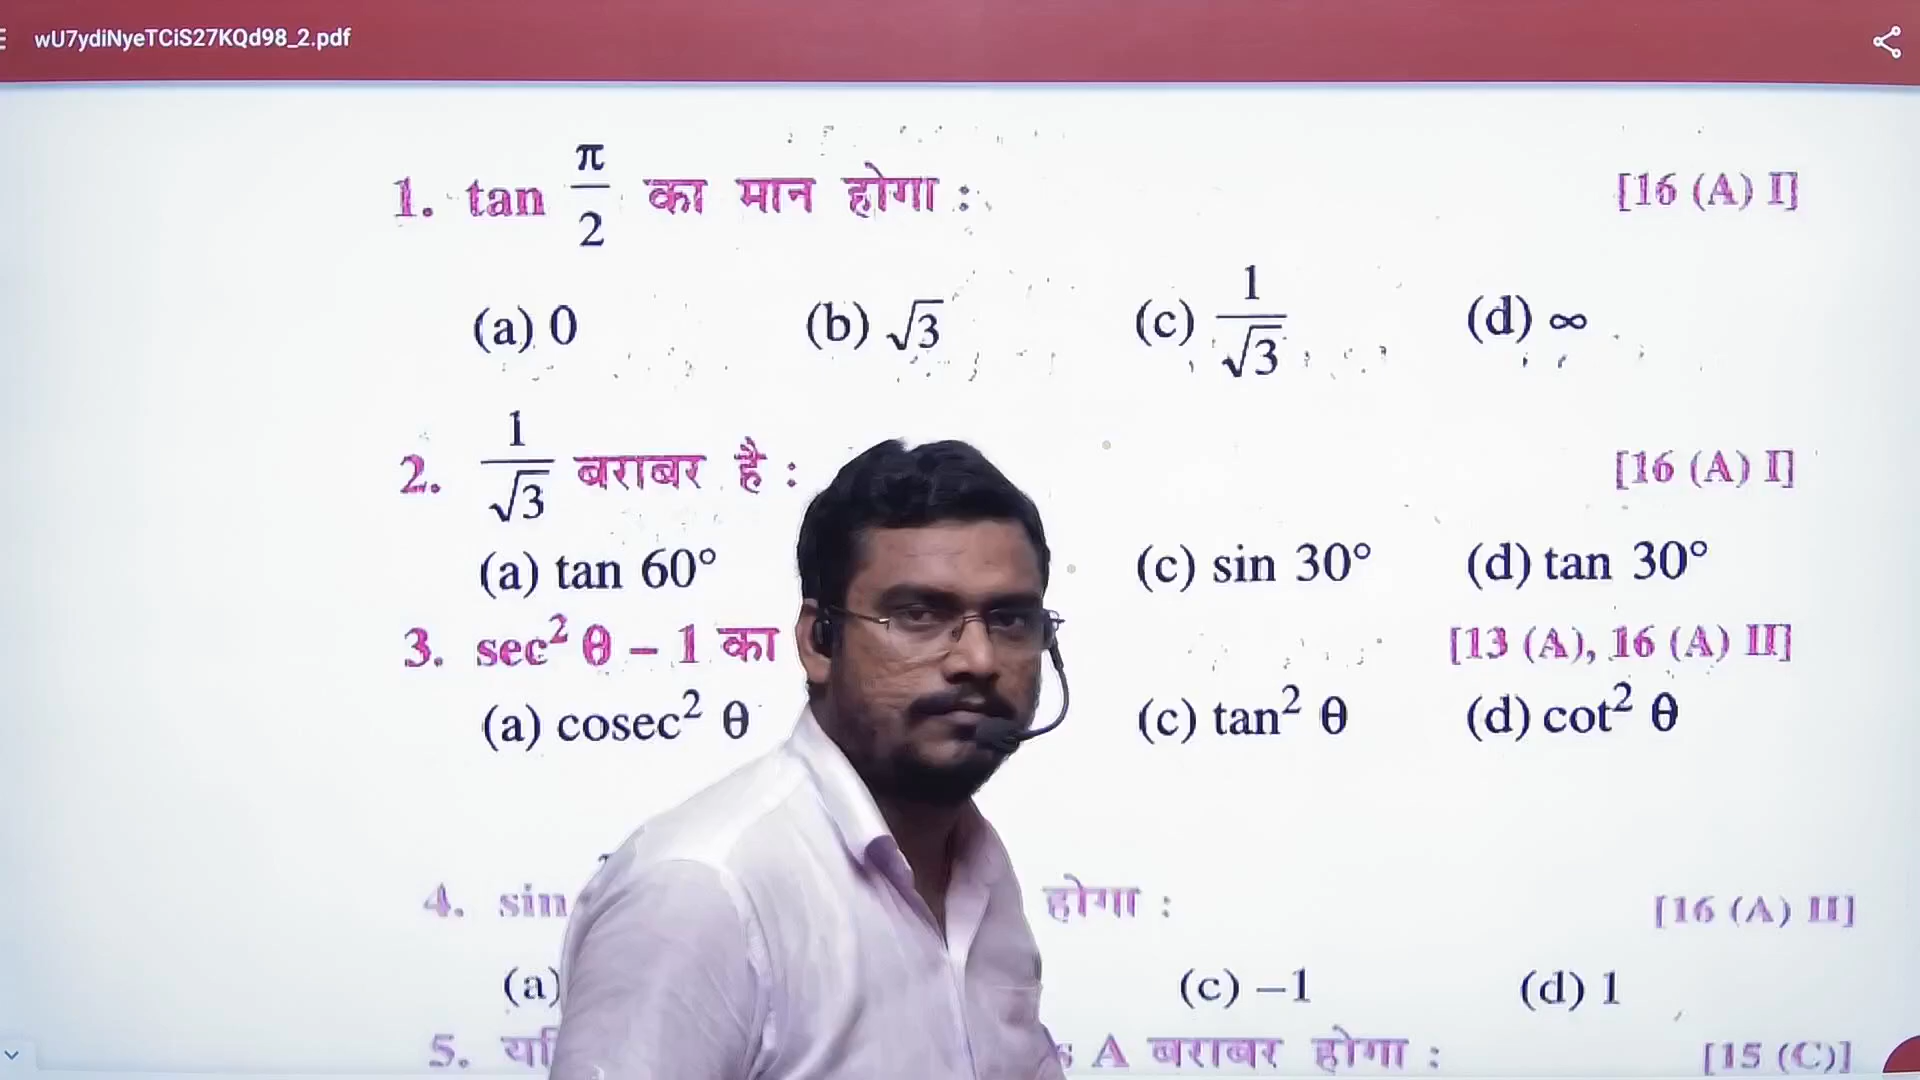 wU7ydiNyeTCiS27KQd98_2.pdf
1. tan π/2 का मान होगा : [16 (A) I]
(a) 0 (b) √3 (c) 1/√3 (d) ∞
2. 1/√3 बराबर है : [16 (A) I]
(a) tan 60° (c) sin 30° (d) tan 30°
3. sec² θ – 1 का [13 (A), 16 (A) II]
(a) cosec² θ (c) tan² θ (d) cot² θ
4. sin होगा : [16 (A) II]
(a) (c) –1 (d) 1
5. A बराबर होगा : [15 (C)]